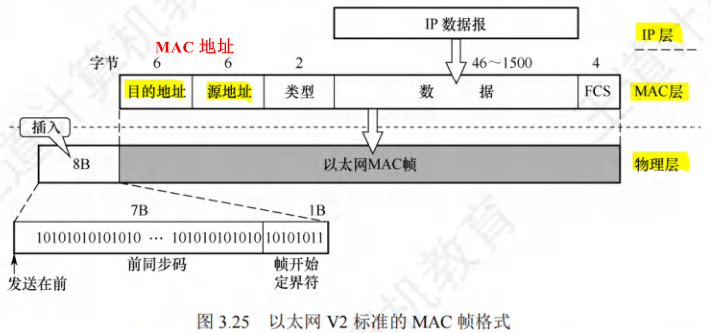 IP 数据报
IP 层
MAC 地址
字节 6 6 2 46～1500 4
目的地址 源地址 类型 数 据 FCS MAC层
插入
8B 以太网MAC帧 物理层
7B 1B
10101010101010 … 101010101010 10101011
前同步码 帧开始
定界符
发送在前
图 3.25 以太网 V2 标准的 MAC 帧格式